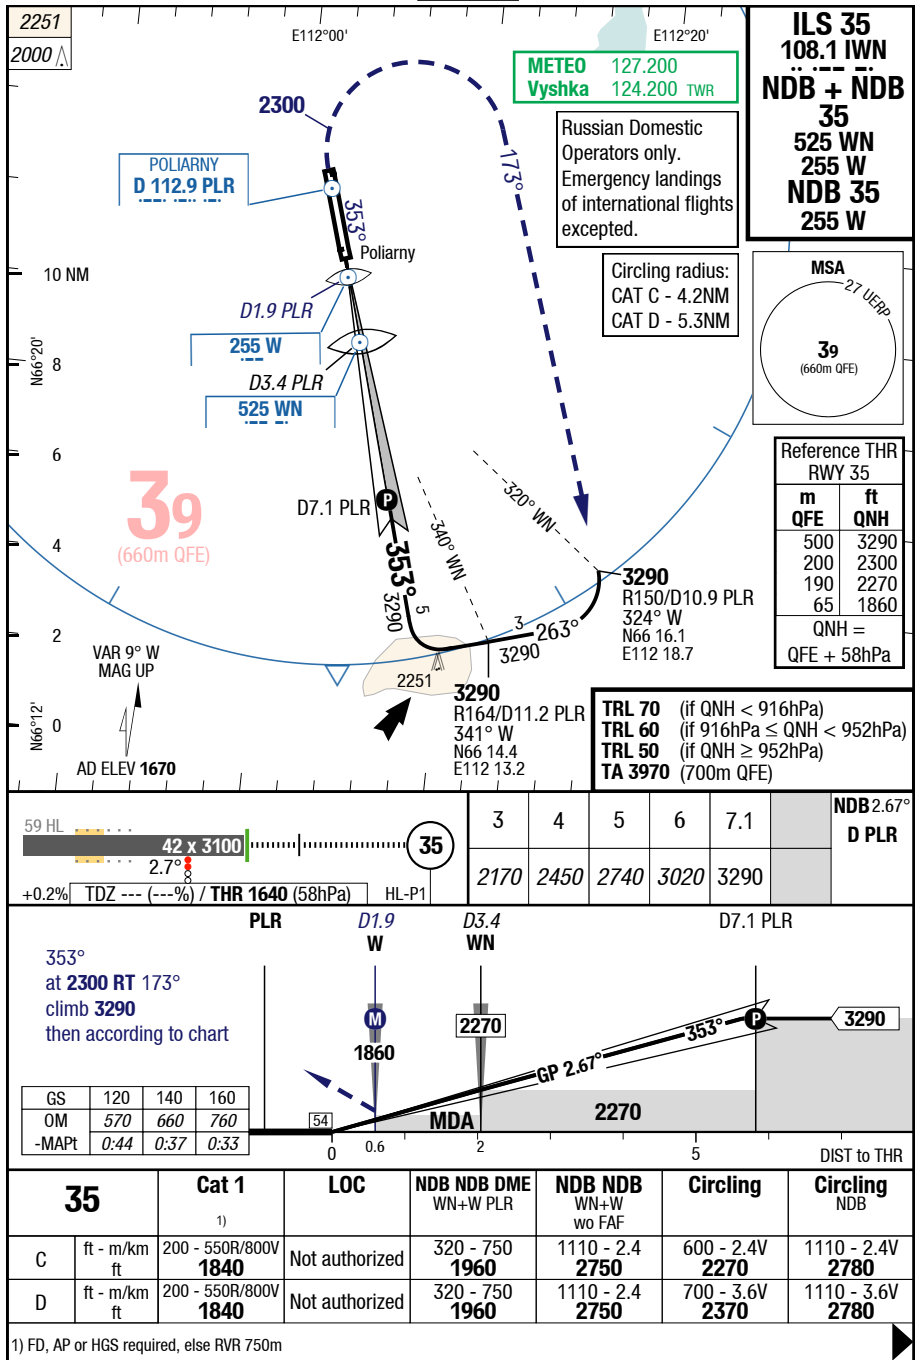 2251
2000
E112°00'
E112°20'
METEO 127.200
Vyshka 124.200 TWR
ILS 35
108.1 IWN
NDB + NDB
35
525 WN
255 W
NDB 35
255 W
Russian Domestic
Operators only.
Emergency landings
of international flights
excepted.
Circling radius:
CAT C - 4.2NM
CAT D - 5.3NM
MSA
27 UERP
39
(660m QFE)
2300
173°
POLIARNY
D 112.9 PLR
353°
Poliarny
10 NM
D1.9 PLR
255 W
N66°20'
8
D3.4 PLR
525 WN
6
39
(660m QFE)
D7.1 PLR
P
340° WN
320° WN
4
353°
3290
5
3
263°
3290
3290
R150/D10.9 PLR
324° W
N66 16.1
E112 18.7
2
2251
3290
R164/D11.2 PLR
341° W
N66 14.4
E112 13.2
VAR 9° W
MAG UP
N66°12'
0
AD ELEV 1670
Reference THR
RWY 35
m ft
QFE QNH
500 3290
200 2300
190 2270
65 1860
QNH =
QFE + 58hPa
TRL 70 (if QNH < 916hPa)
TRL 60 (if 916hPa ≤ QNH < 952hPa)
TRL 50 (if QNH ≥ 952hPa)
TA 3970 (700m QFE)
59 HL
42 x 3100
35
2.7°
+0.2% TDZ --- (---%) / THR 1640 (58hPa) HL-P1
3 4 5 6 7.1 NDB 2.67°
D PLR
2170 2450 2740 3020 3290
PLR D1.9 D3.4 D7.1 PLR
W WN
353°
at 2300 RT 173°
climb 3290
then according to chart
M
1860
2270
GP 2.67°
353°
P
3290
54
MDA
2270
0 0.6 2 5 DIST to THR
GS 120 140 160
OM 570 660 760
-MAPt 0:44 0:37 0:33
35 Cat 1 LOC NDB NDB DME NDB NDB Circling Circling
1) WN+W PLR WN+W NDB
wo FAF
C ft - m/km 200 - 550R/800V Not authorized 320 - 750 1110 - 2.4 600 - 2.4V 1110 - 2.4V
ft 1840 1960 2750 2270 2780
D ft - m/km 200 - 550R/800V Not authorized 320 - 750 1110 - 2.4 700 - 3.6V 1110 - 3.6V
ft 1840 1960 2750 2370 2780
1) FD, AP or HGS required, else RVR 750m